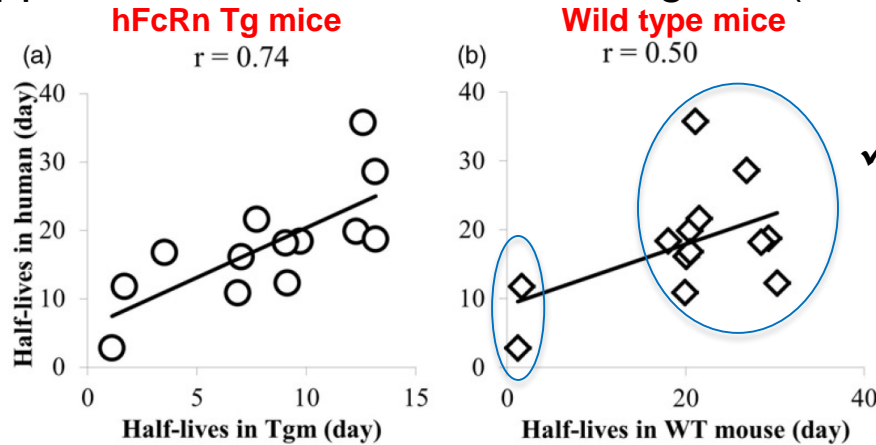 hFcRn Tg mice
(a)
r = 0.74
Half-lives in human (day)
40
30
20
10
0
0 5 10 15
Half-lives in Tgm (day)
Wild type mice
(b)
r = 0.50
40
30
20
10
0
0 20 40
Half-lives in WT mouse (day)